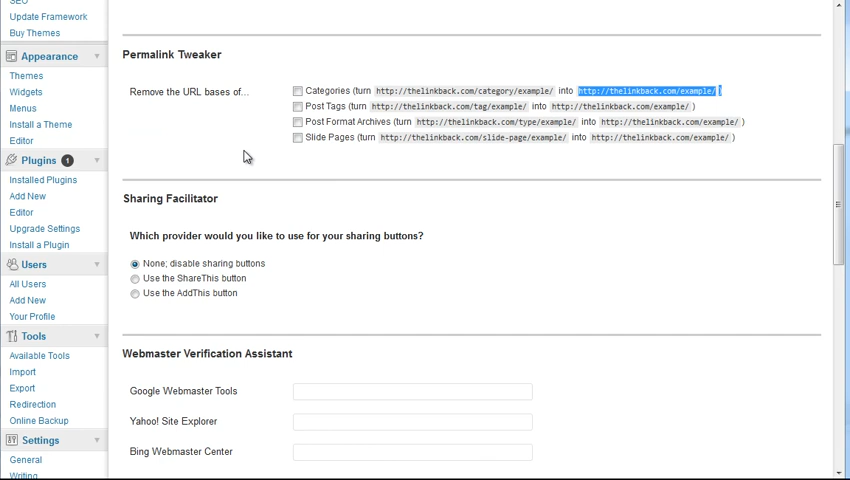 SEO
Update Framework
Buy Themes
Appearance
Themes
Widgets
Menus
Install a Theme
Editor
Plugins 1
Installed Plugins
Add New
Editor
Upgrade Settings
Install a Plugin
Users
All Users
Add New
Your Profile
Tools
Available Tools
Import
Export
Redirection
Online Backup
Settings
General
Writing
Permalink Tweaker
Remove the URL bases of...
Categories (turn http://thelinkback.com/category/example/ into http://thelinkback.com/example/ )
Post Tags (turn http://thelinkback.com/tag/example/ into http://thelinkback.com/example/ )
Post Format Archives (turn http://thelinkback.com/type/example/ into http://thelinkback.com/example/ )
Slide Pages (turn http://thelinkback.com/slide-page/example/ into http://thelinkback.com/example/ )
Sharing Facilitator
Which provider would you like to use for your sharing buttons?
None; disable sharing buttons
Use the ShareThis button
Use the AddThis button
Webmaster Verification Assistant
Google Webmaster Tools
Yahoo! Site Explorer
Bing Webmaster Center